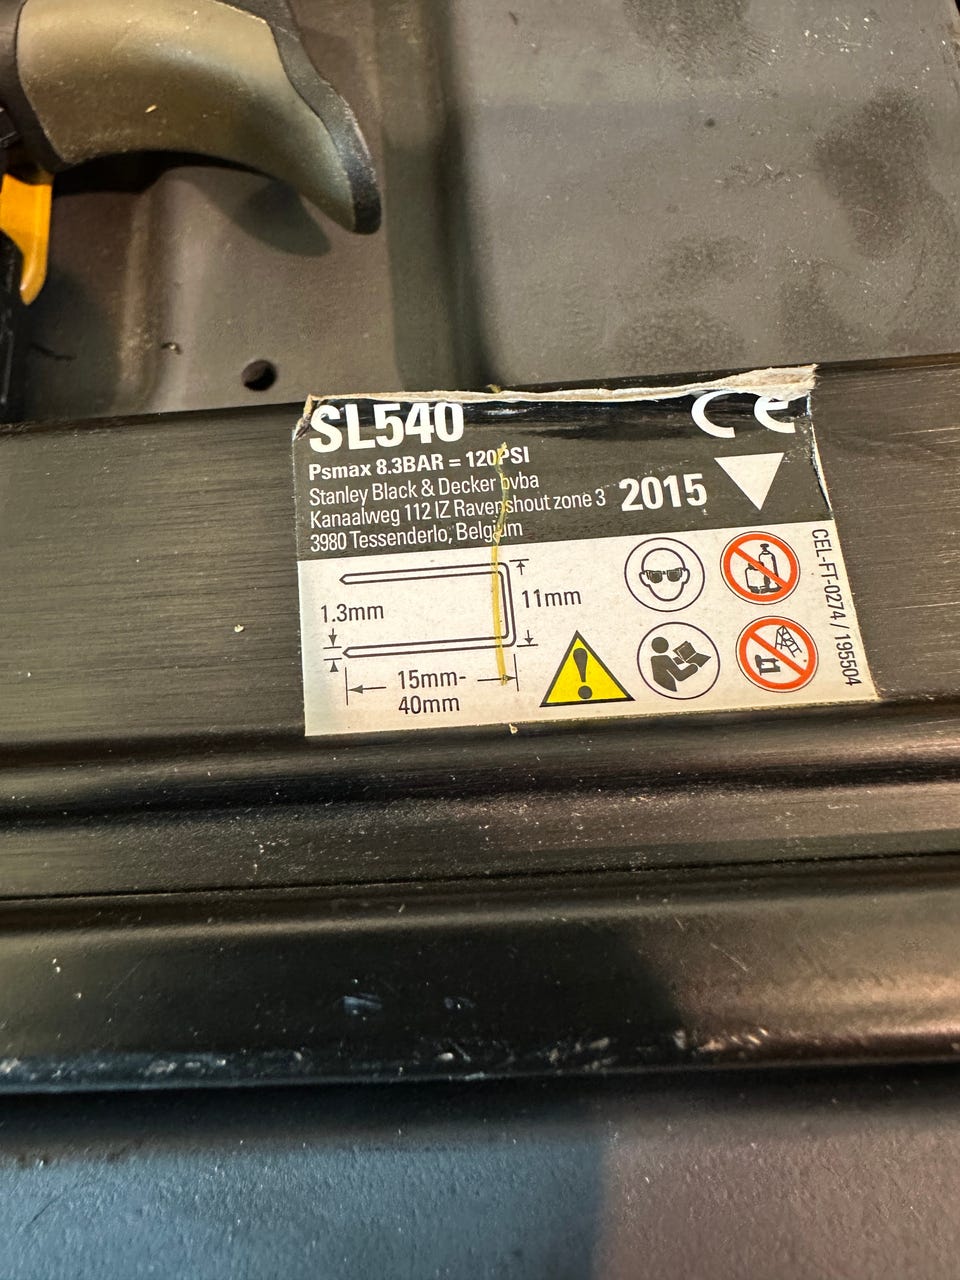 SL540
CE
Psmax 8.3BAR = 120PSI
Stanley Black & Decker bvba
Kanaalweg 112 IZ Ravenshout zone 3
3980 Tessenderlo, Belgium
2015
1.3mm
11mm
15mm-
40mm
CEL-FT-0274 / 195504